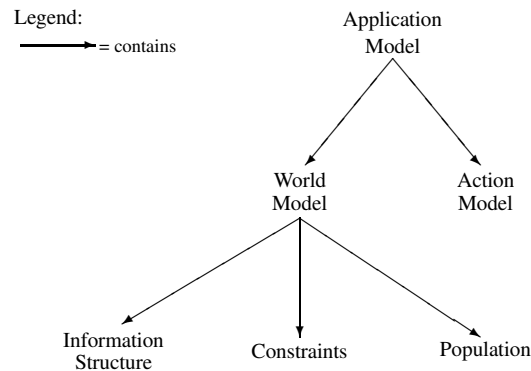 Legend:
= contains
Application
Model
World
Model
Action
Model
Information
Structure
Constraints
Population